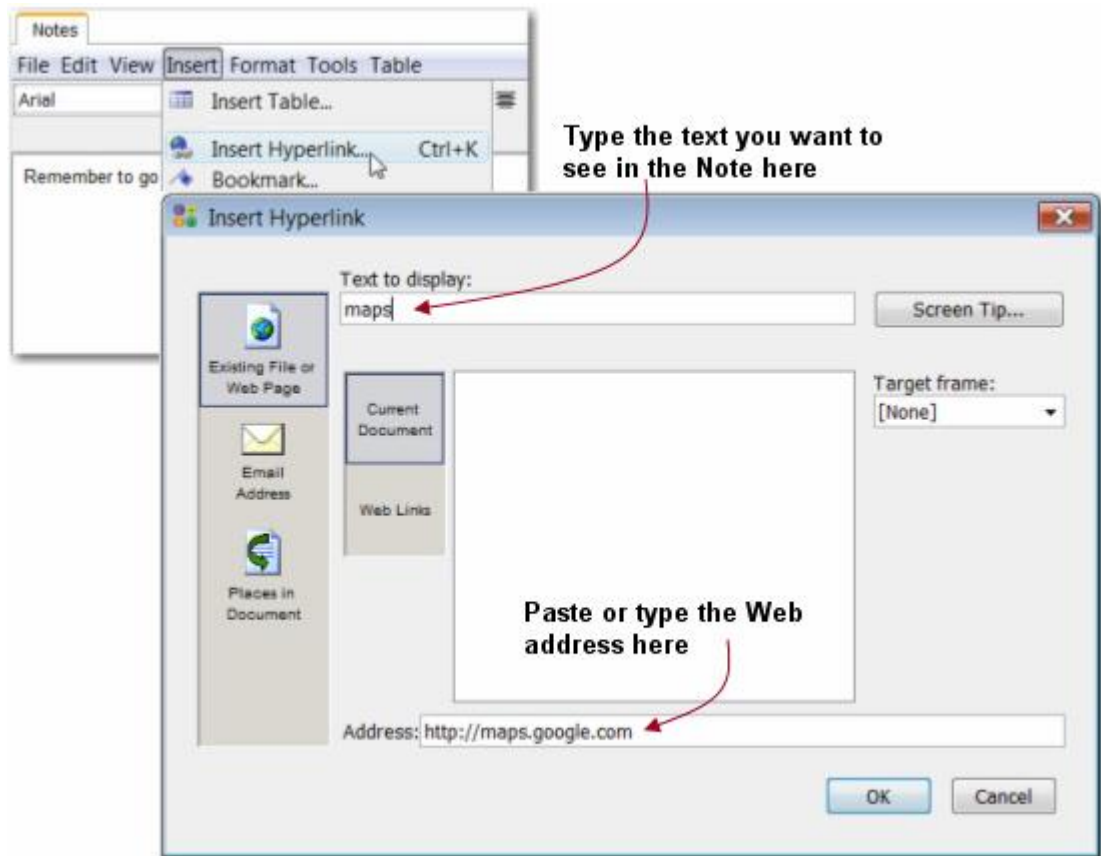 Notes
File Edit View Insert Format Tools Table
Arial
Insert Table...
Insert Hyperlink... Ctrl+K
Remember to go
Bookmark...
Type the text you want to
see in the Note here
Insert Hyperlink
Text to display:
maps
Screen Tip...
Existing File or
Web Page
Email
Address
Places in
Document
Current
Document
Web Links
Target frame:
[None]
Paste or type the Web
address here
Address: http://maps.google.com
OK Cancel